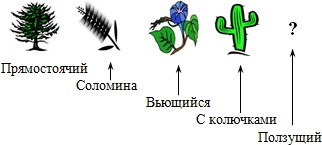 ?
Прямостоячий
Соломина
Вьющийся
С колючками
Ползущий